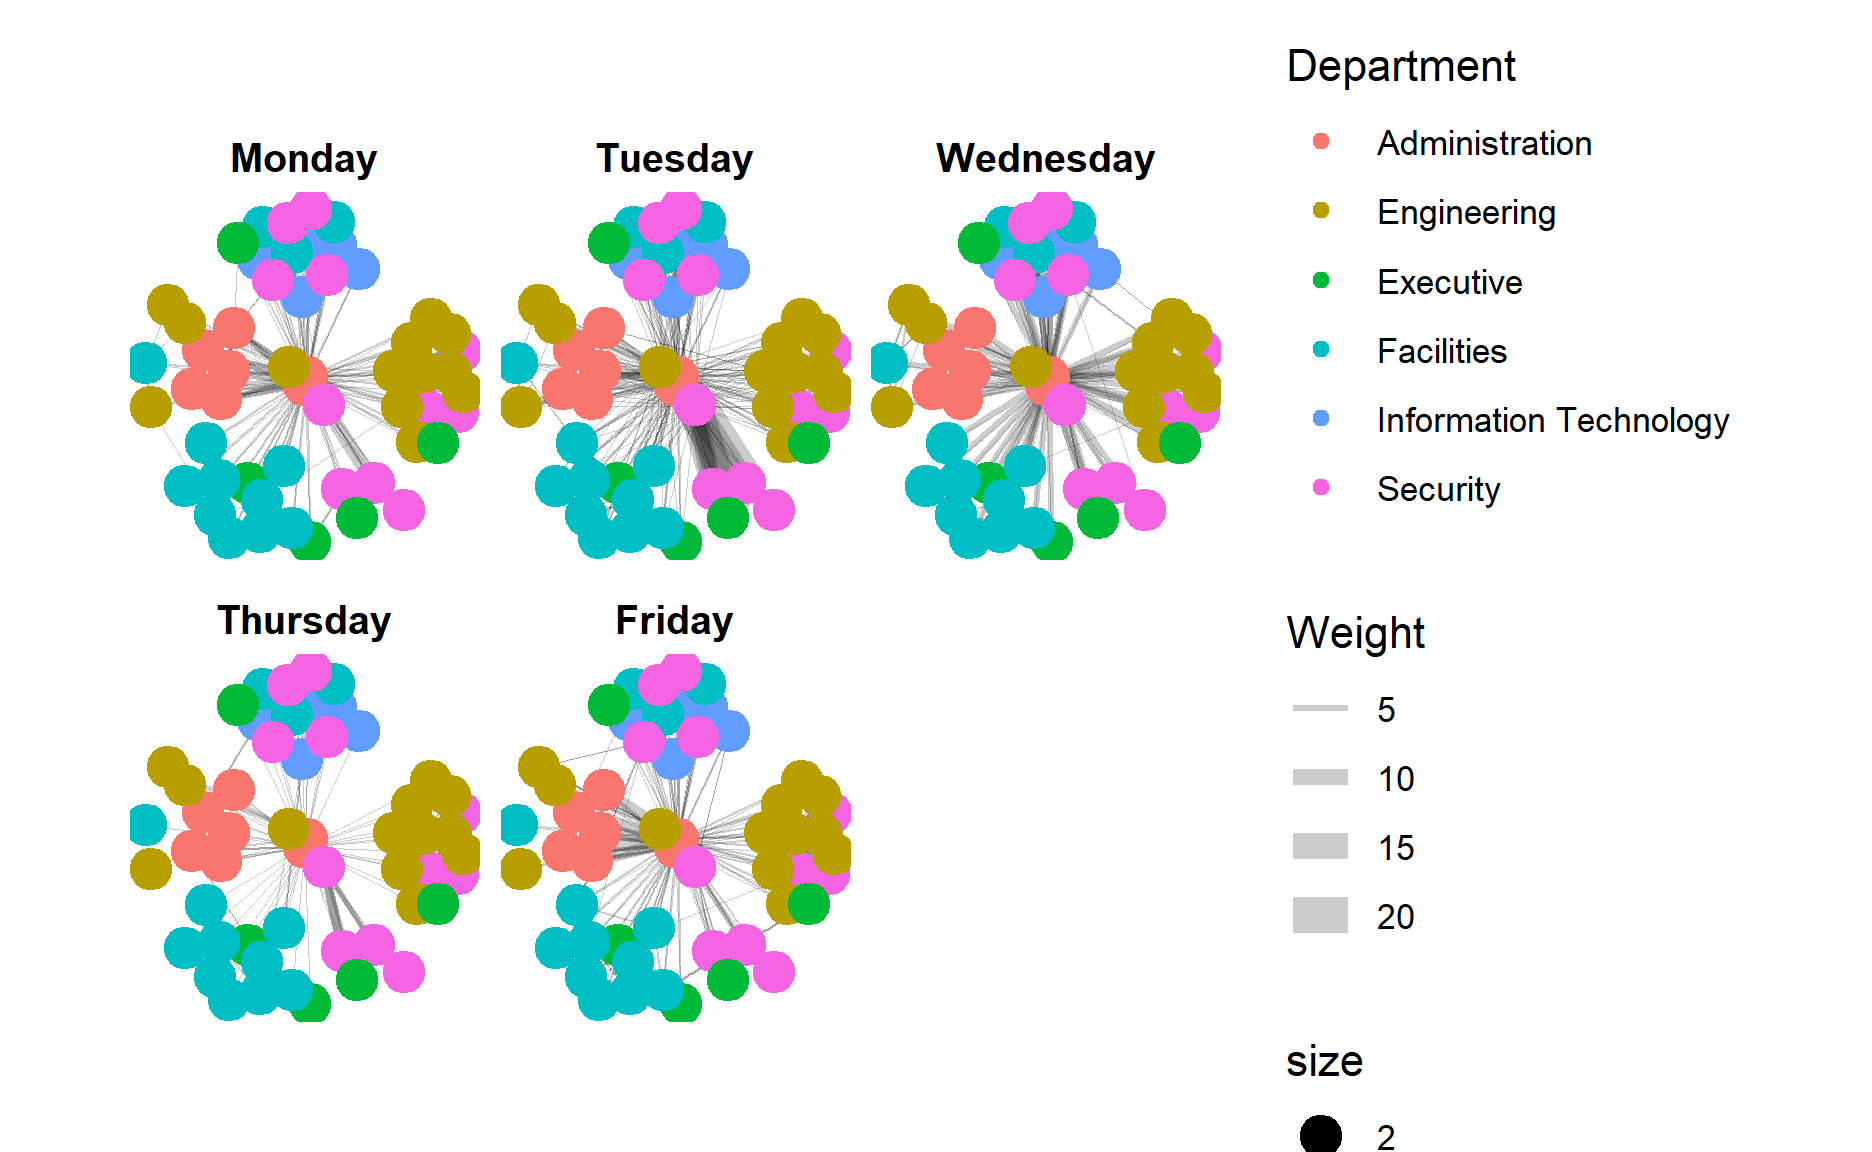 Monday
Tuesday
Wednesday
Thursday
Friday
Department
Administration
Engineering
Executive
Facilities
Information Technology
Security
Weight
5
10
15
20
size
2